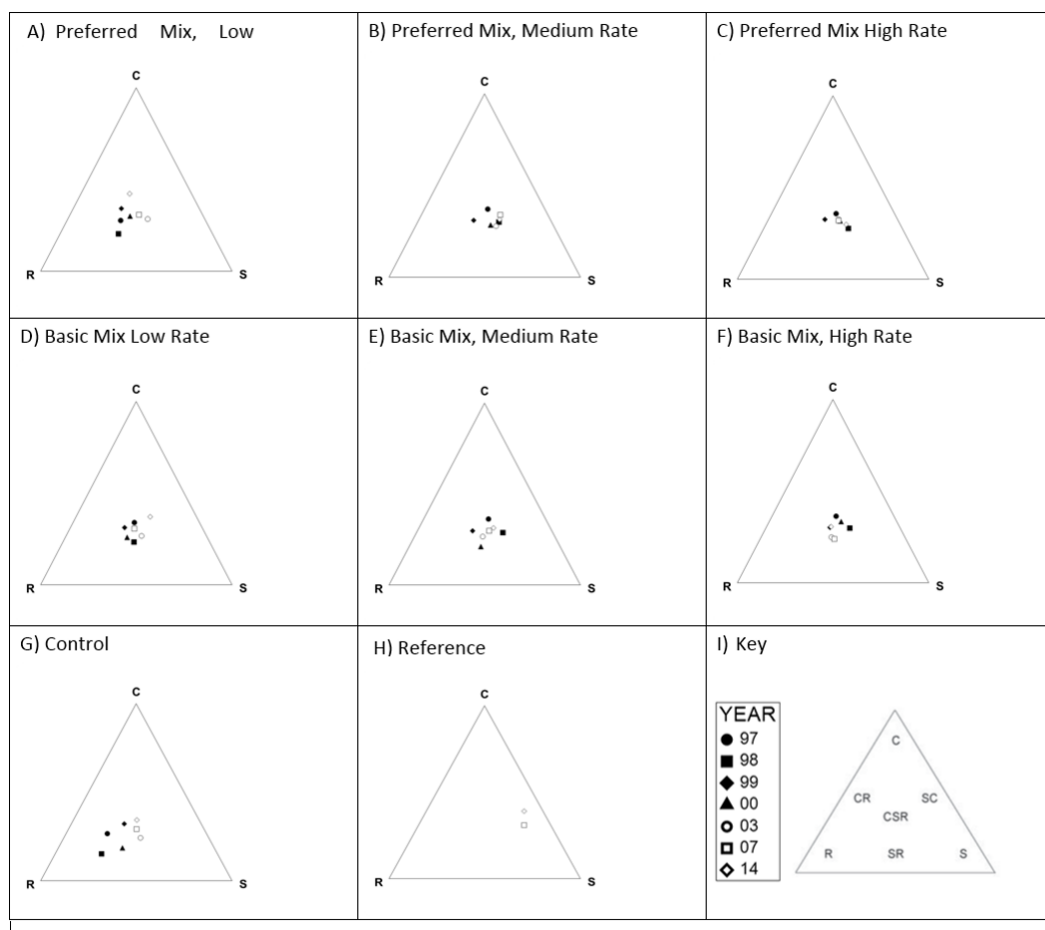 A) Preferred Mix, Low
B) Preferred Mix, Medium Rate
C) Preferred Mix High Rate
C
R
S
C
R
S
C
R
S
D) Basic Mix Low Rate
E) Basic Mix, Medium Rate
F) Basic Mix, High Rate
C
R
S
C
R
S
C
R
S
G) Control
H) Reference
I) Key
C
R
S
C
R
S
YEAR
97
98
99
00
03
07
14
C
CR
SC
CSR
R
SR
S